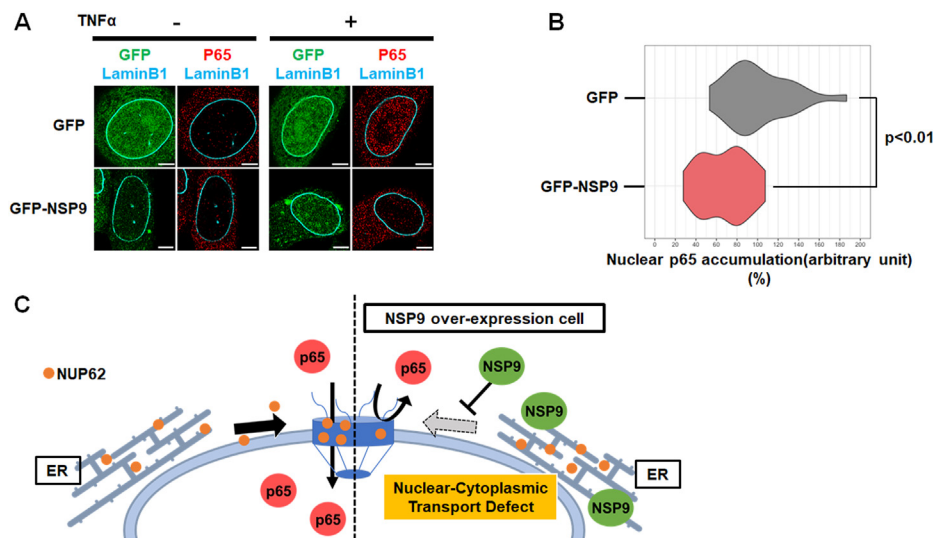 A
TNFα
-
+
GFP
P65
GFP
P65
LaminB1
LaminB1
LaminB1
LaminB1
GFP
GFP-NSP9
B
GFP
GFP-NSP9
p<0.01
0 20 40 60 80 100 120 140 160 180 200
Nuclear p65 accumulation(arbitrary unit)
(%)
C
NSP9 over-expression cell
NUP62
p65
p65
NSP9
NSP9
ER
ER
p65
p65
Nuclear-Cytoplasmic
Transport Defect
NSP9